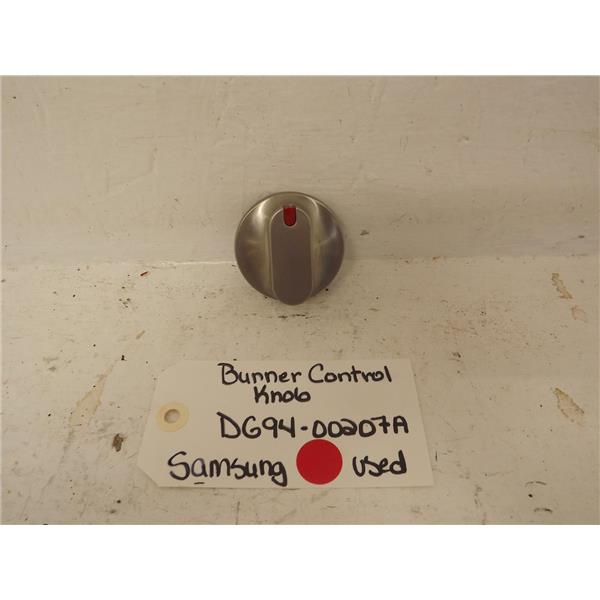 Burner Control
Knob
DG94-00207A
Samsung used